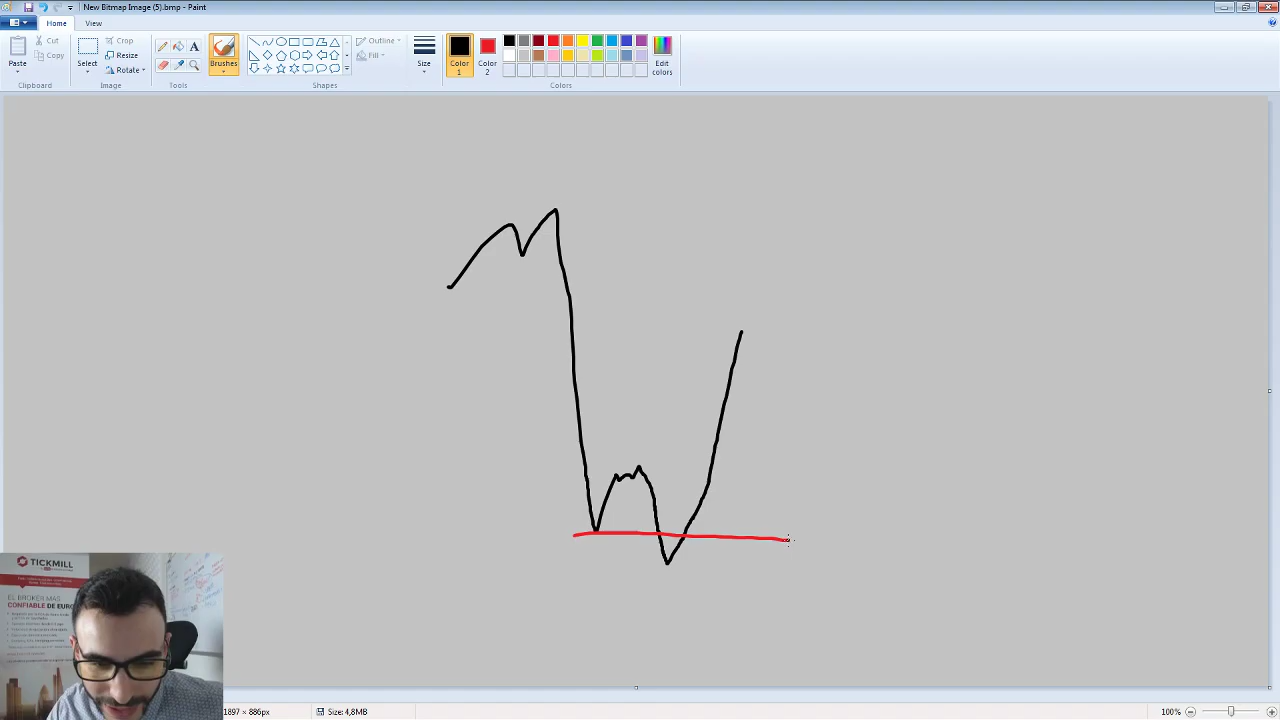 New Bitmap Image (5).bmp - Paint
Home
View
Paste
Cut
Copy
Clipboard
Select
Crop
Resize
Rotate
Image
A
Tools
Brushes
Outline
Fill
Shapes
Size
Color
1
Color
2
Edit
colors
Colors
TICKMILL
EL BROKER MAS
CONFIABLE DE EURO
1897 × 886px
Size: 4,8MB
100%